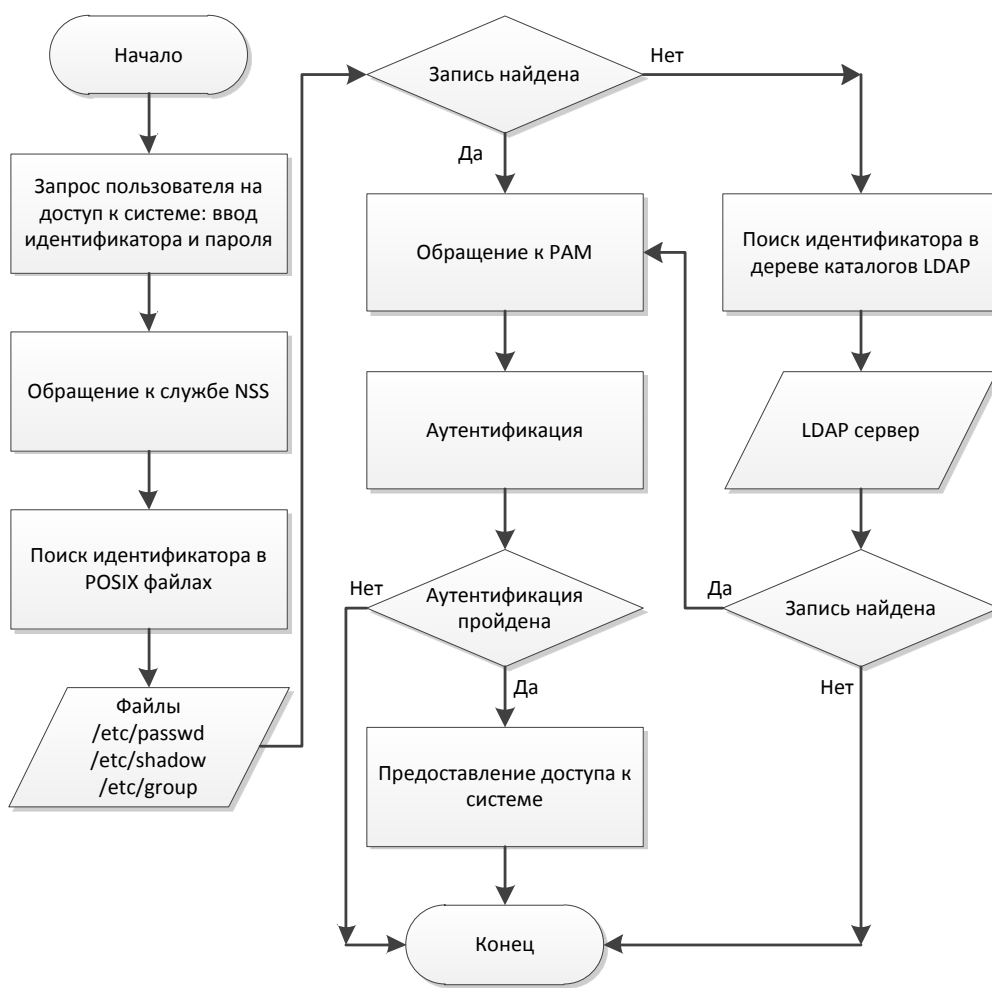 Начало
Запрос пользователя на
доступ к системе: ввод
идентификатора и пароля
Обращение к службе NSS
Поиск идентификатора в
POSIX файлах
Файлы
/etc/passwd
/etc/shadow
/etc/group
Запись найдена
Нет
Да
Обращение к PAM
Аутентификация
Нет
Аутентификация
пройдена
Да
Предоставление доступа к
системе
Конец
Поиск идентификатора в
дереве каталогов LDAP
LDAP сервер
Да
Запись найдена
Нет